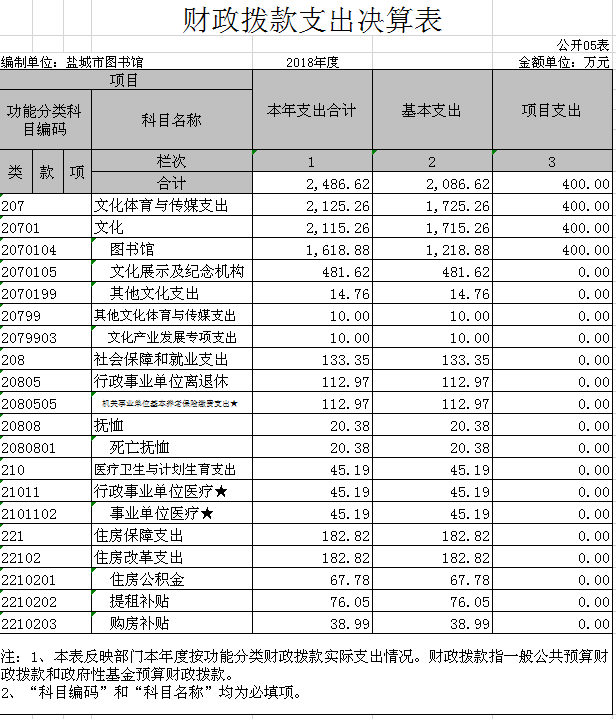 财政拨款支出决算表
公开05表
编制单位：盐城市图书馆 2018年度 金额单位：万元
项目 本年支出合计 基本支出 项目支出
功能分类科目编码 科目名称
类 款 项 栏次 1 2 3
合计 2,486.62 2,086.62 400.00
207 文化体育与传媒支出 2,125.26 1,725.26 400.00
20701 文化 2,115.26 1,715.26 400.00
2070104 图书馆 1,618.88 1,218.88 400.00
2070105 文化展示及纪念机构 481.62 481.62 0.00
2070199 其他文化支出 14.76 14.76 0.00
20799 其他文化体育与传媒支出 10.00 10.00 0.00
2079903 文化产业发展专项支出 10.00 10.00 0.00
208 社会保障和就业支出 133.35 133.35 0.00
20805 行政事业单位离退休 112.97 112.97 0.00
2080505 机关事业单位基本养老保险缴费支出★ 112.97 112.97 0.00
20808 抚恤 20.38 20.38 0.00
2080801 死亡抚恤 20.38 20.38 0.00
210 医疗卫生与计划生育支出 45.19 45.19 0.00
21011 行政事业单位医疗★ 45.19 45.19 0.00
2101102 事业单位医疗★ 45.19 45.19 0.00
221 住房保障支出 182.82 182.82 0.00
22102 住房改革支出 182.82 182.82 0.00
2210201 住房公积金 67.78 67.78 0.00
2210202 提租补贴 76.05 76.05 0.00
2210203 购房补贴 38.99 38.99 0.00
注：1、本表反映部门本年度按功能分类财政拨款实际支出情况。财政拨款指一般公共预算财
政拨款和政府性基金预算财政拨款。
2、“科目编码”和“科目名称”均为必填项。